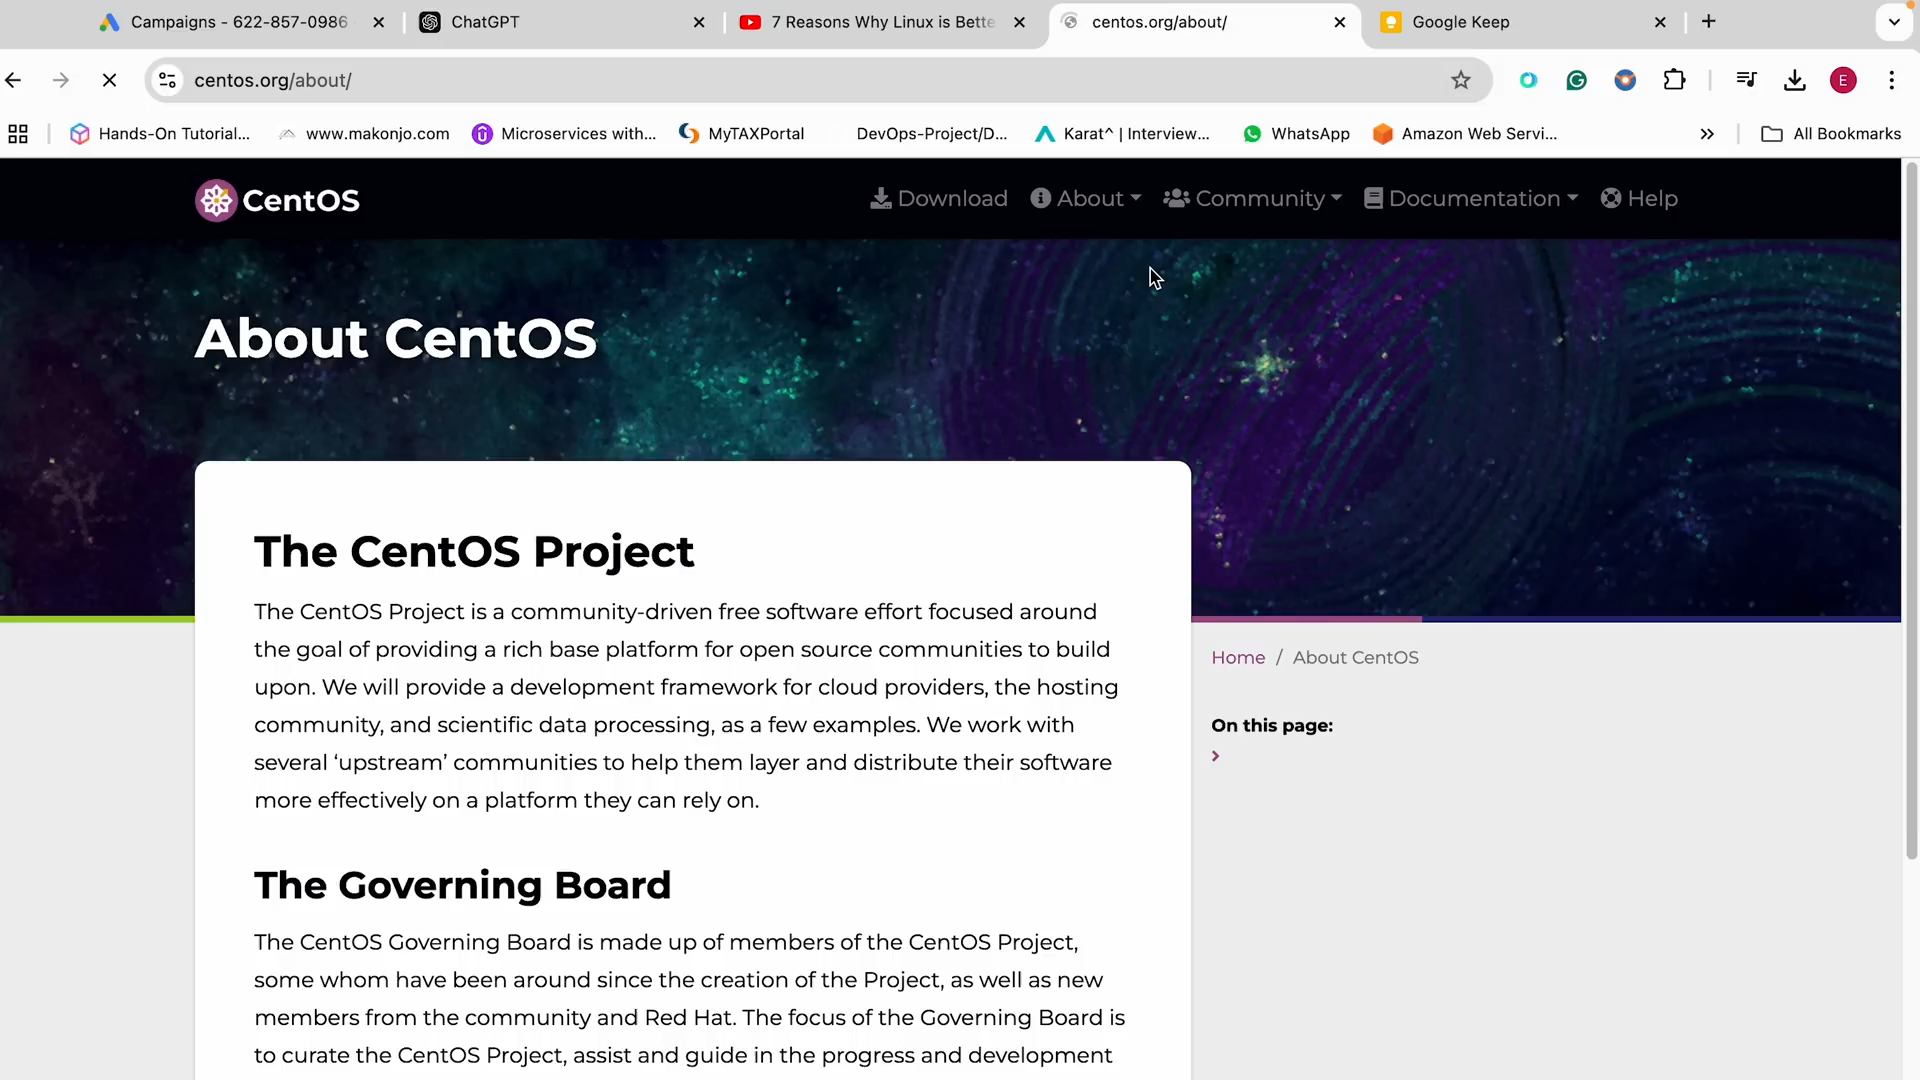 Campaigns - 622-857-0986
ChatGPT
7 Reasons Why Linux is Bette
centos.org/about/
Google Keep
centos.org/about/
E
Hands-On Tutorial...
www.makonjo.com
Microservices with...
MyTAXPortal
DevOps-Project/D...
Karat^ | Interview...
WhatsApp
Amazon Web Servi...
All Bookmarks
CentOS
Download
About
Community
Documentation
Help
About CentOS
The CentOS Project
The CentOS Project is a community-driven free software effort focused around
the goal of providing a rich base platform for open source communities to build
upon. We will provide a development framework for cloud providers, the hosting
community, and scientific data processing, as a few examples. We work with
several ‘upstream’ communities to help them layer and distribute their software
more effectively on a platform they can rely on.
The Governing Board
The CentOS Governing Board is made up of members of the CentOS Project,
some whom have been around since the creation of the Project, as well as new
members from the community and Red Hat. The focus of the Governing Board is
to curate the CentOS Project, assist and guide in the progress and development
Home / About CentOS
On this page: